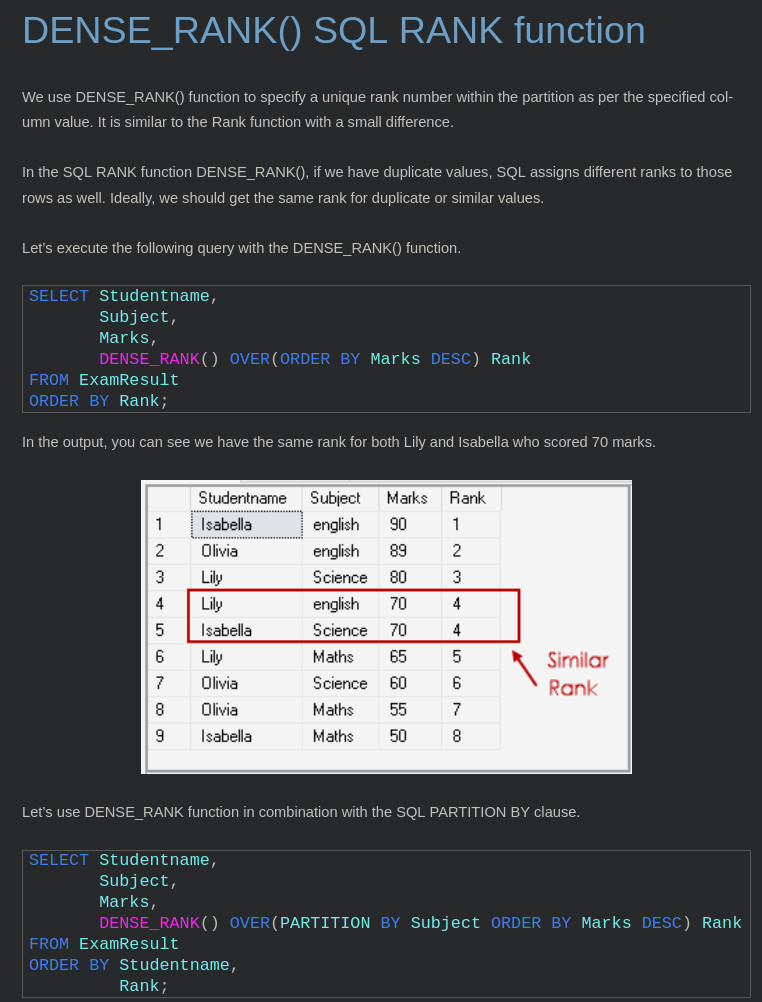 DENSE_RANK() SQL RANK function
We use DENSE_RANK() function to specify a unique rank number within the partition as per the specified col-
umn value. It is similar to the Rank function with a small difference.
In the SQL RANK function DENSE_RANK(), if we have duplicate values, SQL assigns different ranks to those
rows as well. Ideally, we should get the same rank for duplicate or similar values.
Let’s execute the following query with the DENSE_RANK() function.
SELECT Studentname,
       Subject,
       Marks,
       DENSE_RANK() OVER(ORDER BY Marks DESC) Rank
FROM ExamResult
ORDER BY Rank;
In the output, you can see we have the same rank for both Lily and Isabella who scored 70 marks.
Studentname Subject Marks Rank
1 Isabella english 90 1
2 Olivia english 89 2
3 Lily Science 80 3
4 Lily english 70 4
5 Isabella Science 70 4
6 Lily Maths 65 5
7 Olivia Science 60 6
8 Olivia Maths 55 7
9 Isabella Maths 50 8
Similar
Rank
Let’s use DENSE_RANK function in combination with the SQL PARTITION BY clause.
SELECT Studentname,
       Subject,
       Marks,
       DENSE_RANK() OVER(PARTITION BY Subject ORDER BY Marks DESC) Rank
FROM ExamResult
ORDER BY Studentname,
         Rank;